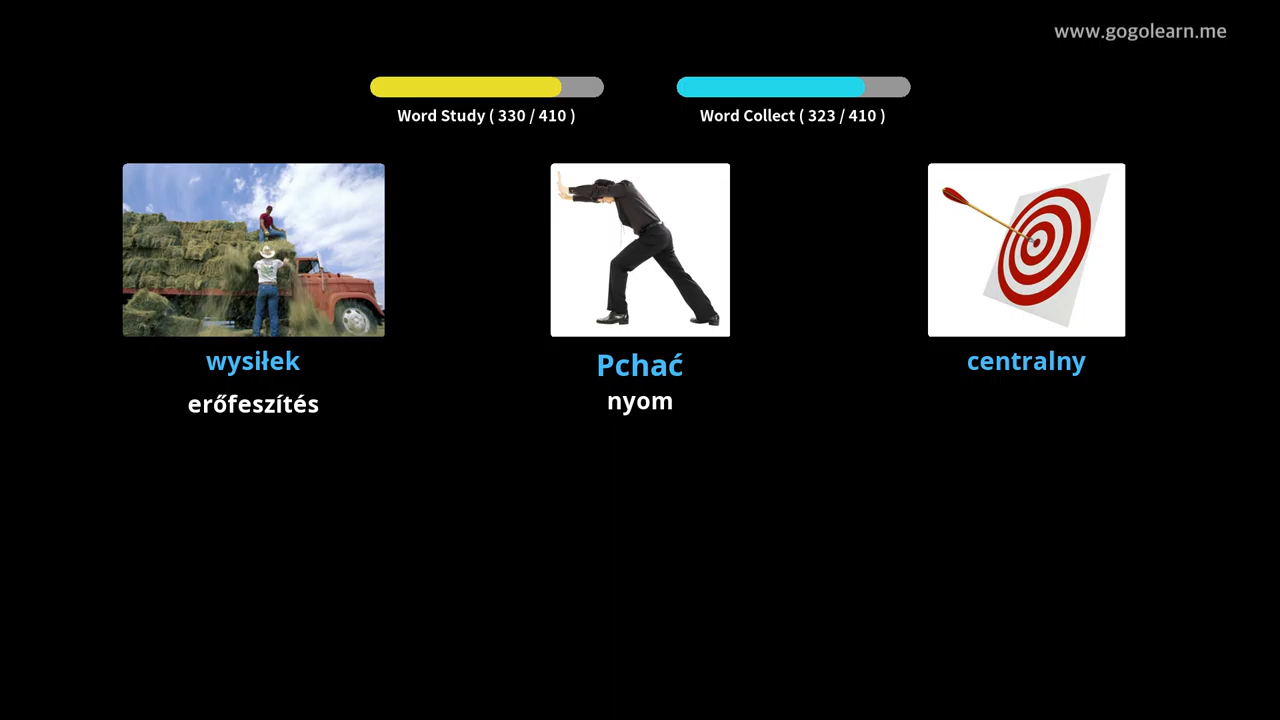 www.gogolearn.me
Word Study ( 330 / 410 )
Word Collect ( 323 / 410 )
wysiłek
Pchać
centralny
erőfeszítés
nyom